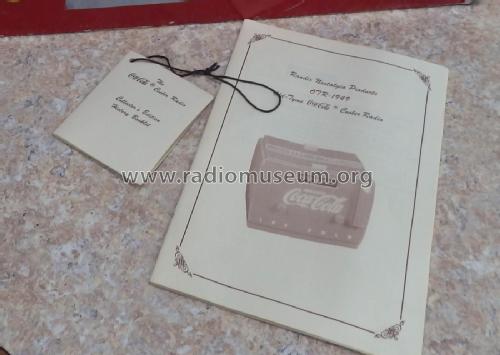 The
Coca-Cola ® Cooler Radio
Collector's Edition
History Booklet
Randix Nostalgia Products
OTR-1949
Tyme Coca-Cola ® Cooler Radio
Coca-Cola
www.radiomuseum.org